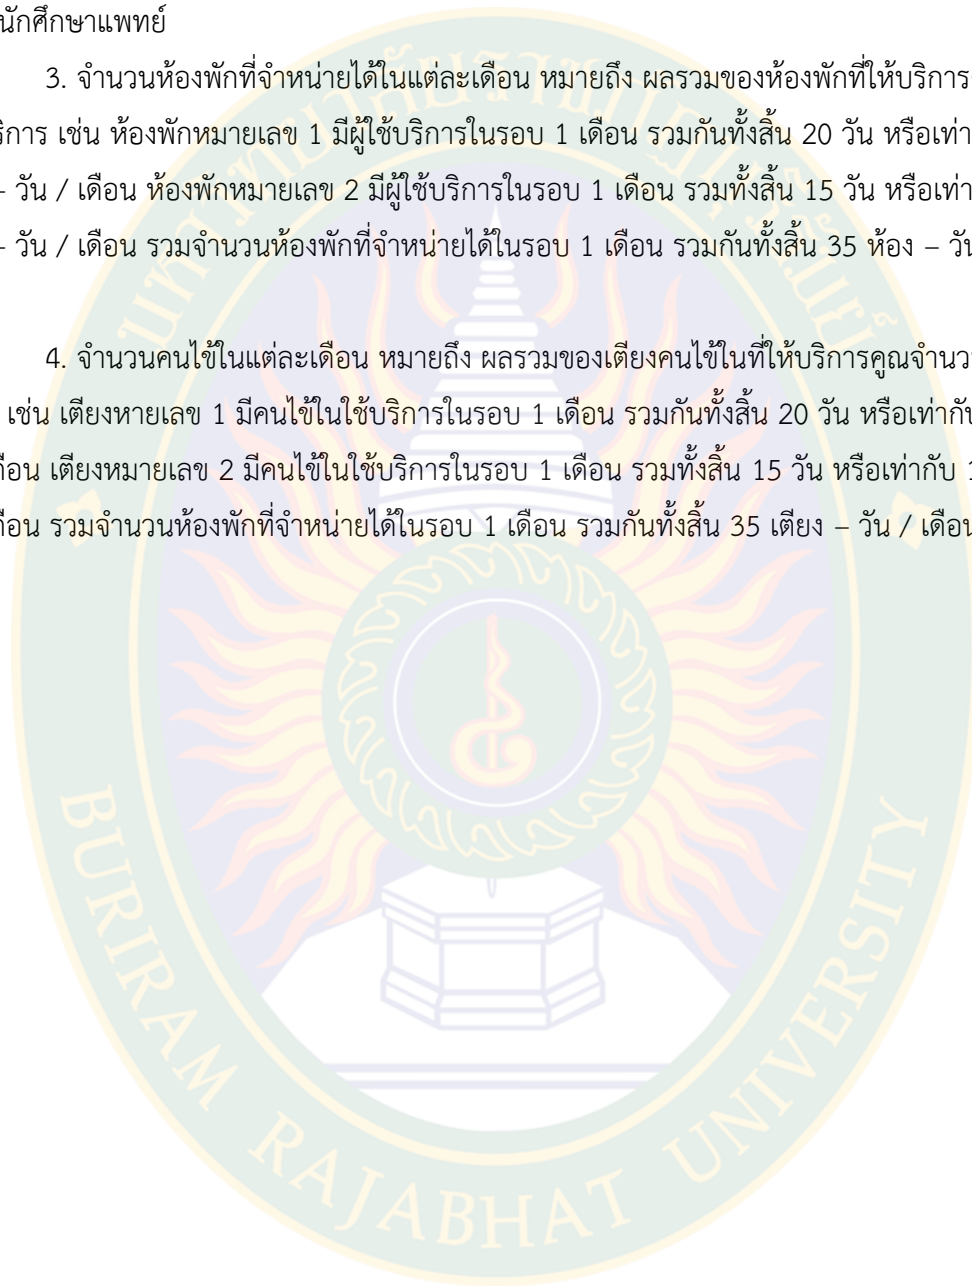 นักศึกษาแพทย์
3. จำนวนห้องพักที่จำหน่ายได้ในแต่ละเดือน หมายถึง ผลรวมของห้องพักที่ให้บริการ
ริการ เช่น ห้องพักหมายเลข 1 มีผู้ใช้บริการในรอบ 1 เดือน รวมกันทั้งสิ้น 20 วัน หรือเท่า
– วัน / เดือน ห้องพักหมายเลข 2 มีผู้ใช้บริการในรอบ 1 เดือน รวมทั้งสิ้น 15 วัน หรือเท่า
– วัน / เดือน รวมจำนวนห้องพักที่จำหน่ายได้ในรอบ 1 เดือน รวมกันทั้งสิ้น 35 ห้อง – วัน
4. จำนวนคนไข้ในแต่ละเดือน หมายถึง ผลรวมของเตียงคนไข้ในที่ให้บริการคูณจำนว
เช่น เตียงหายเลข 1 มีคนไข้ในใช้บริการในรอบ 1 เดือน รวมกันทั้งสิ้น 20 วัน หรือเท่ากับ
ดือน เตียงหมายเลข 2 มีคนไข้ในใช้บริการในรอบ 1 เดือน รวมทั้งสิ้น 15 วัน หรือเท่ากับ 1
ดือน รวมจำนวนห้องพักที่จำหน่ายได้ในรอบ 1 เดือน รวมกันทั้งสิ้น 35 เตียง – วัน / เดือน
มหาวิทยาลัยราชภัฏบุรีรัมย์
BURIRAM RAJABHAT UNIVERSITY